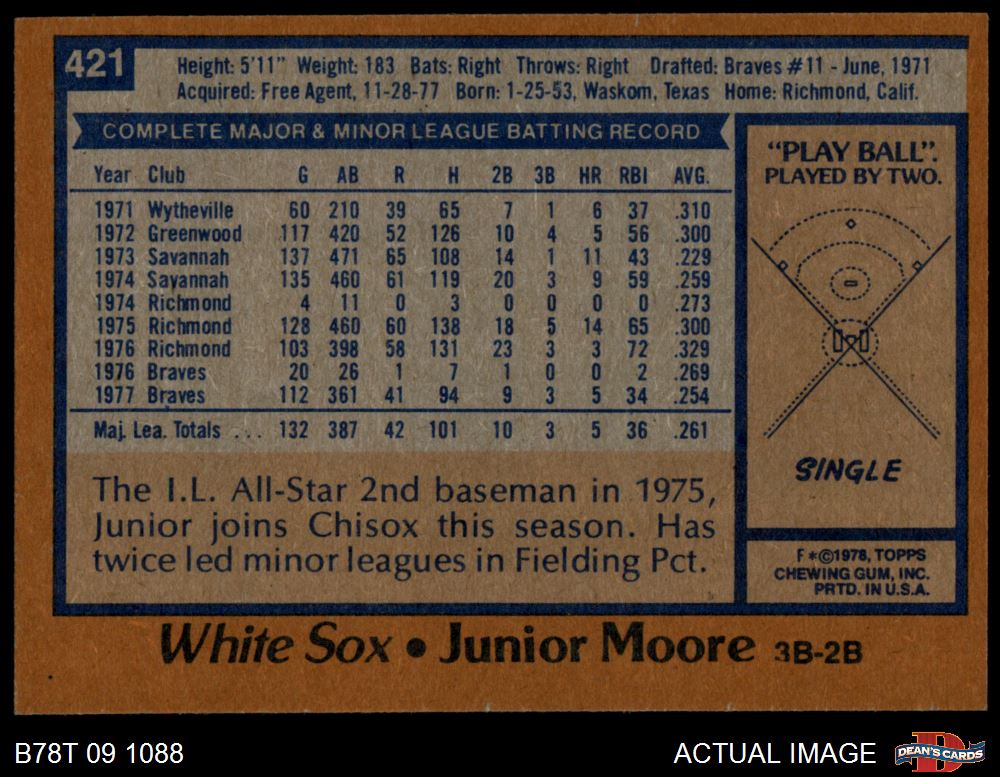 421
Height: 5'11" Weight: 183 Bats: Right Throws: Right Drafted: Braves #11 - June, 1971
Acquired: Free Agent, 11-28-77 Born: 1-25-53, Waskom, Texas Home: Richmond, Calif.
COMPLETE MAJOR & MINOR LEAGUE BATTING RECORD
Year Club G AB R H 2B 3B HR RBI AVG.
1971 Wytheville 60 210 39 65 7 1 6 37 .310
1972 Greenwood 117 420 52 126 10 4 5 56 .300
1973 Savannah 137 471 65 108 14 1 11 43 .229
1974 Savannah 135 460 61 119 20 3 9 59 .259
1974 Richmond 4 11 0 3 0 0 0 0 .273
1975 Richmond 128 460 60 138 18 5 14 65 .300
1976 Richmond 103 398 58 131 23 3 3 72 .329
1976 Braves 20 26 1 7 1 0 0 2 .269
1977 Braves 112 361 41 94 9 3 5 34 .254
Maj. Lea. Totals ... 132 387 42 101 10 3 5 36 .261
The I.L. All-Star 2nd baseman in 1975,
Junior joins Chisox this season. Has
twice led minor leagues in Fielding Pct.
"PLAY BALL".
PLAYED BY TWO.
SINGLE
F*©1978, TOPPS
CHEWING GUM, INC.
PRTD. IN U.S.A.
White Sox • Junior Moore 3B-2B
B78T 09 1088
ACTUAL IMAGE
D
DEAN'S CARDS